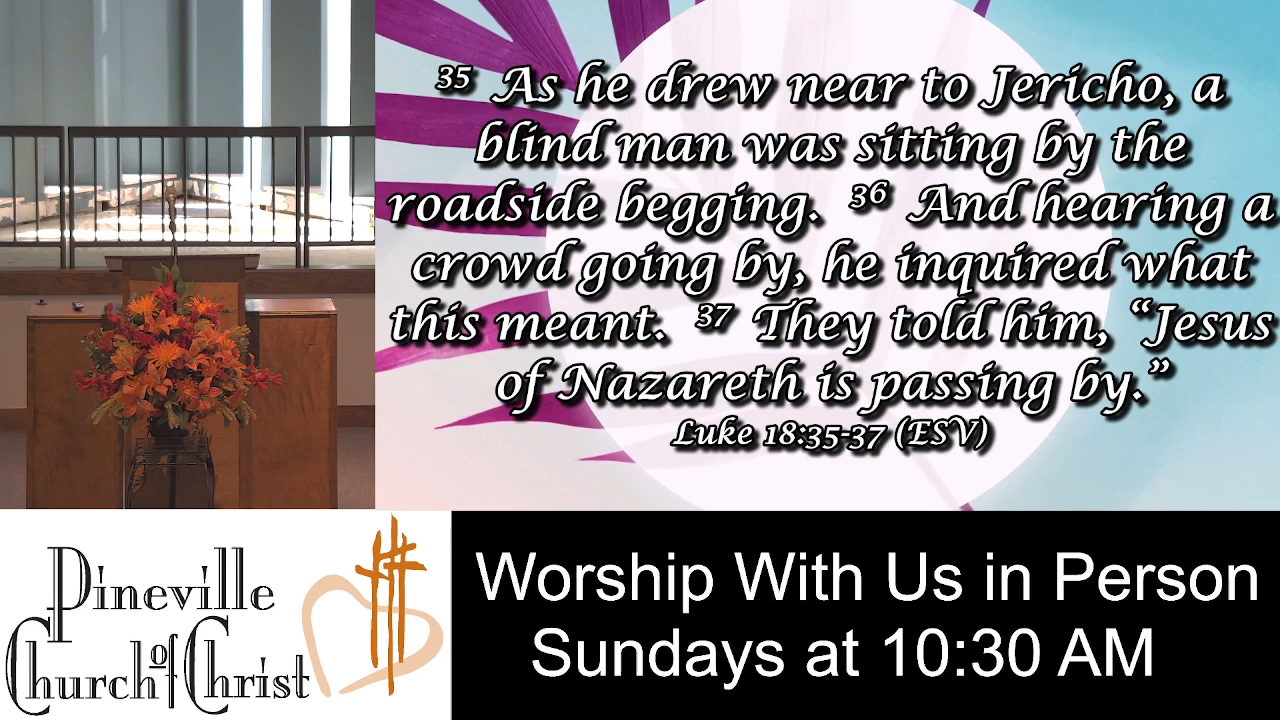 35 As he drew near to Jericho, a
blind man was sitting by the
roadside begging. 36 And hearing a
crowd going by, he inquired what
this meant. 37 They told him, “Jesus
of Nazareth is passing by.”
Luke 18:35-37 (ESV)
Pineville
Church of Christ
Worship With Us in Person
Sundays at 10:30 AM